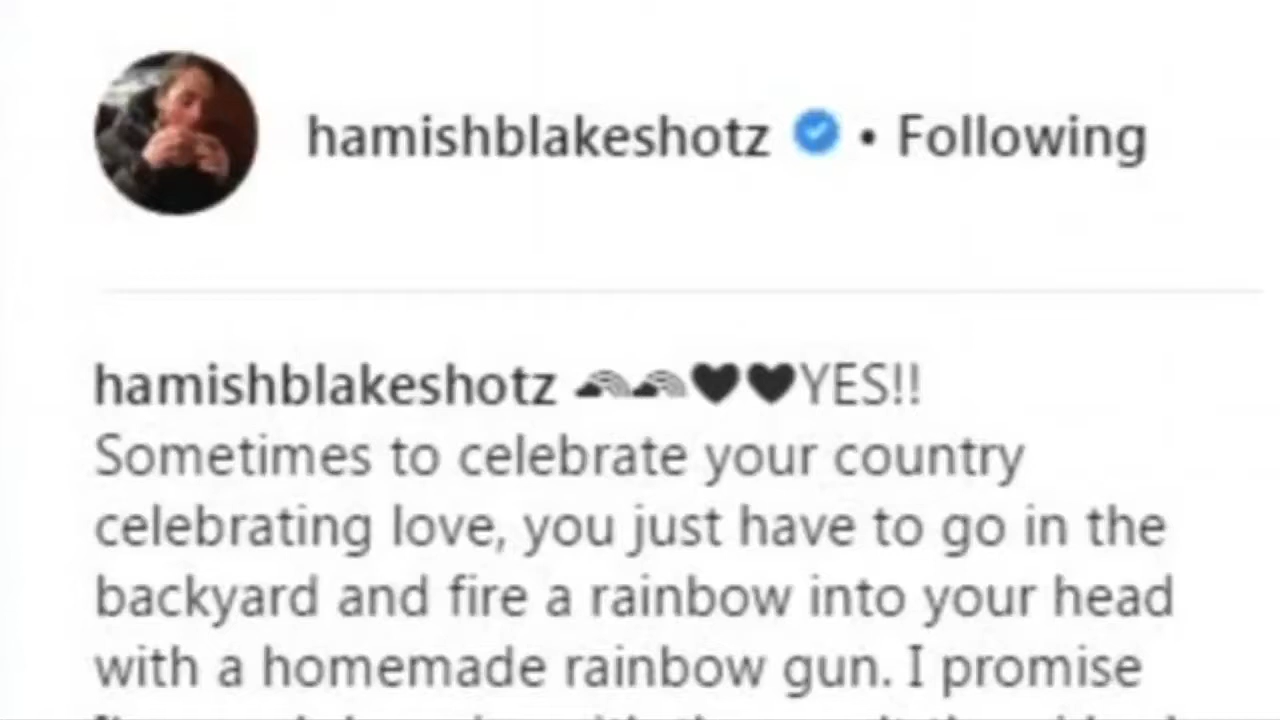 hamishblakeshotz • Following
hamishblakeshotz 🌈🌈🖤🖤YES!!
Sometimes to celebrate your country
celebrating love, you just have to go in the
backyard and fire a rainbow into your head
with a homemade rainbow gun. I promise